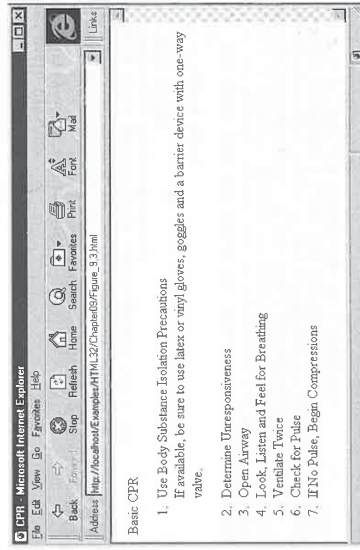 CPR - Microsoft Internet Explorer
File Edit View Go Favorites Help
Back Forward Stop Refresh Home Search Favorites Print Font Mail
Address http://localhost/Examples/HTML32/Chapter09/Figure_9.3.html Links
Basic CPR
1. Use Body Substance Isolation Precautions
If available, be sure to use latex or vinyl gloves, goggles and a barrier device with one-way
valve.
2. Determine Unresponsiveness
3. Open Airway
4. Look, Listen and Feel for Breathing
5. Ventilate Twice
6. Check for Pulse
7. If No Pulse, Begin Compressions